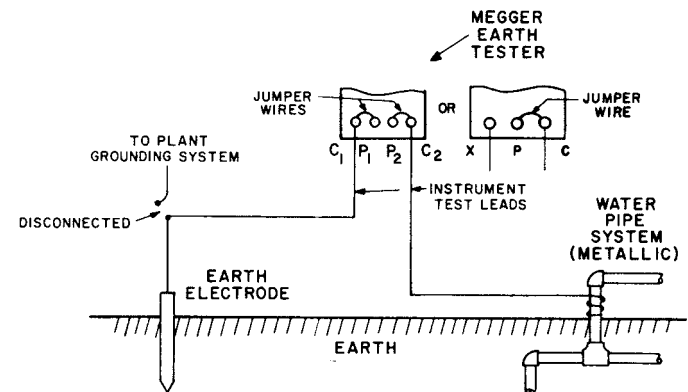 MEGGER
EARTH
TESTER
JUMPER
WIRES
OR
JUMPER
WIRE
TO PLANT
GROUNDING SYSTEM
C1 P1 P2 C2
X P C
DISCONNECTED
INSTRUMENT
TEST LEADS
WATER
PIPE
SYSTEM
(METALLIC)
EARTH
ELECTRODE
EARTH